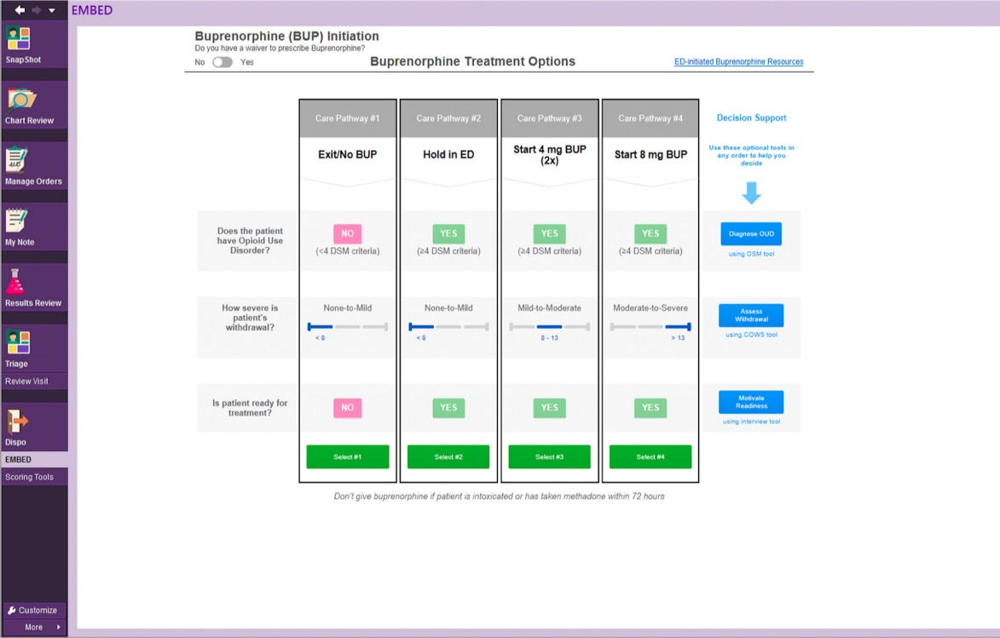 EMBED
SnapShot
Chart Review
Manage Orders
My Note
Results Review
Triage
Review Visit
Dispo
EMBED
Scoring Tools
Customize
More
Buprenorphine (BUP) Initiation
Do you have a waiver to prescribe Buprenorphine?
No Yes
Buprenorphine Treatment Options
ED-initiated Buprenorphine Resources
Care Pathway #1 Care Pathway #2 Care Pathway #3 Care Pathway #4 Decision Support
Exit/No BUP Hold in ED Start 4 mg BUP (2x) Start 8 mg BUP
Use these optional tools in
any order to help you
decide
Does the patient
have Opioid Use
Disorder?
NO YES YES YES Diagnose OUD
(<4 DSM criteria) (≥4 DSM criteria) (≥4 DSM criteria) (≥4 DSM criteria) using DSM tool
How severe is
patient's
withdrawal?
None-to-Mild None-to-Mild Mild-to-Moderate Moderate-to-Severe
Assess
Withdrawal
< 8 < 8 8 - 13 > 13 using COWS tool
Is patient ready for
treatment?
NO YES YES YES
Motivate
Readiness
using interview tool
Select #1 Select #2 Select #3 Select #4
Don't give buprenorphine if patient is intoxicated or has taken methadone within 72 hours